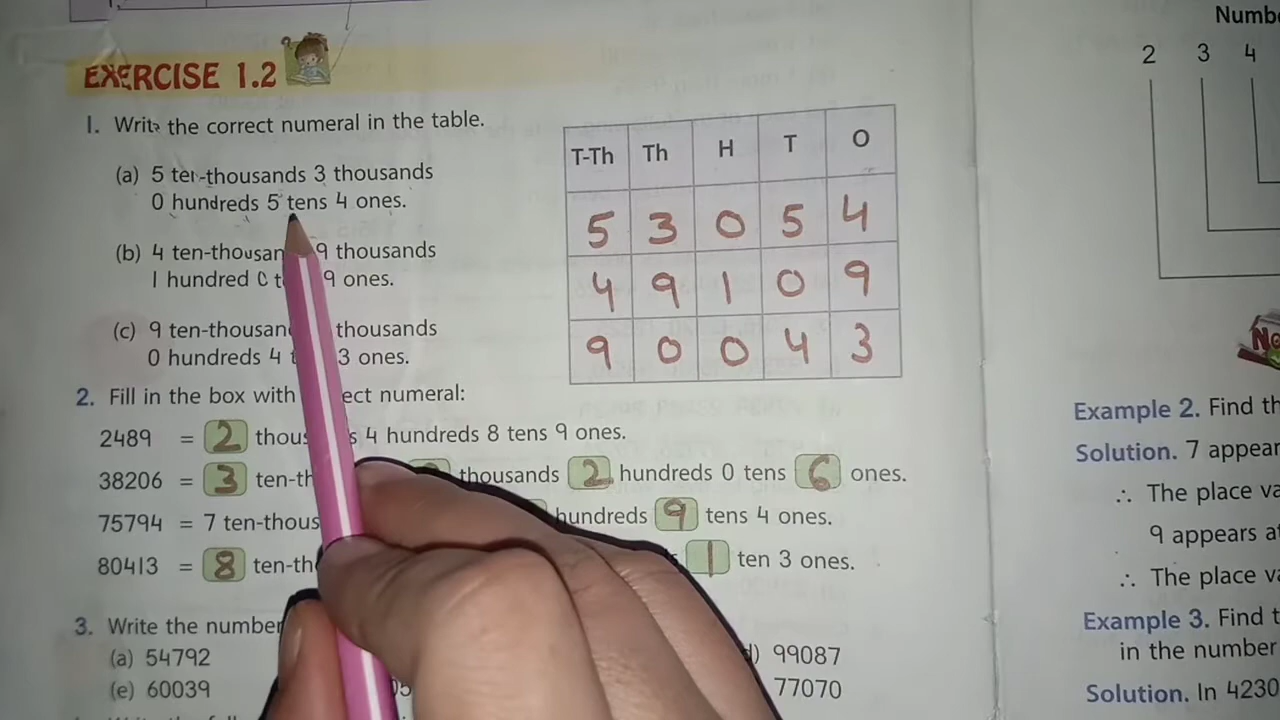 EXERCISE 1.2
1. Write the correct numeral in the table.
(a) 5 ten-thousands 3 thousands
0 hundreds 5 tens 4 ones.
(b) 4 ten-thousan 9 thousands
1 hundred 0 t 9 ones.
(c) 9 ten-thousan thousands
0 hundreds 4 t 3 ones.
T-Th Th H T O
5 3 0 5 4
4 9 1 0 9
9 0 0 4 3
2. Fill in the box with ect numeral:
2489 = 2 thous s 4 hundreds 8 tens 9 ones.
38206 = 3 ten-th thousands 2 hundreds 0 tens 6 ones.
75794 = 7 ten-thous hundreds 9 tens 4 ones.
80413 = 8 ten-th 1 ten 3 ones.
3. Write the number
(a) 54792 99087
(e) 60039 77070
Numb
2 3 4
No
Example 2. Find th
Solution. 7 appear
∴ The place va
9 appears a
∴ The place va
Example 3. Find t
in the number
Solution. In 4230